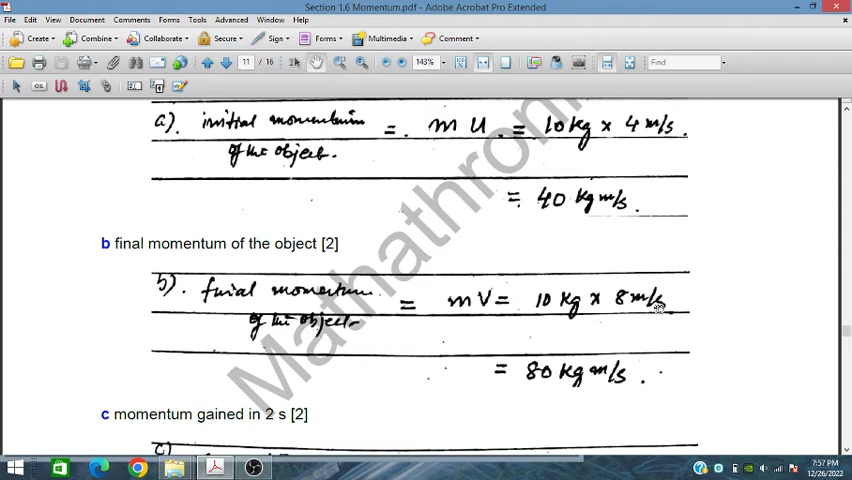 Section 1.6 Momentum.pdf - Adobe Acrobat Pro Extended
File Edit View Document Comments Forms Tools Advanced Window Help
Create Combine Collaborate Secure Sign Forms Multimedia Comment
11 / 16 143% Find
a). initial momentum = m u = 10 kg x 4 m/s.
of the object.
= 40 kg m/s.
b final momentum of the object [2]
b). final momentum = m v = 10 kg x 8 m/s.
of the object.
= 80 kg m/s.
c momentum gained in 2 s [2]
c)
Mathathron
7:57 PM
12/26/2022